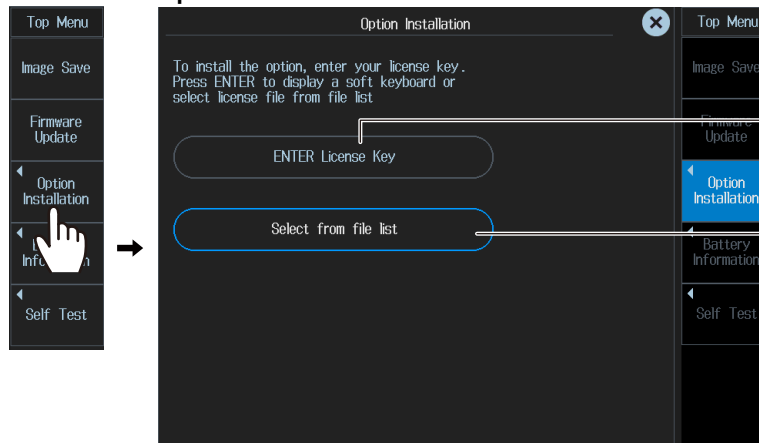 Top Menu
Image Save
Firmware
Update
Option
Installation
Self Test
Option Installation
To install the option, enter your license key.
Press ENTER to display a soft keyboard or
select license file from file list
ENTER License Key
Select from file list
Top Menu
Image Save
Firmware
Update
Option
Installation
Battery
Information
Self Test